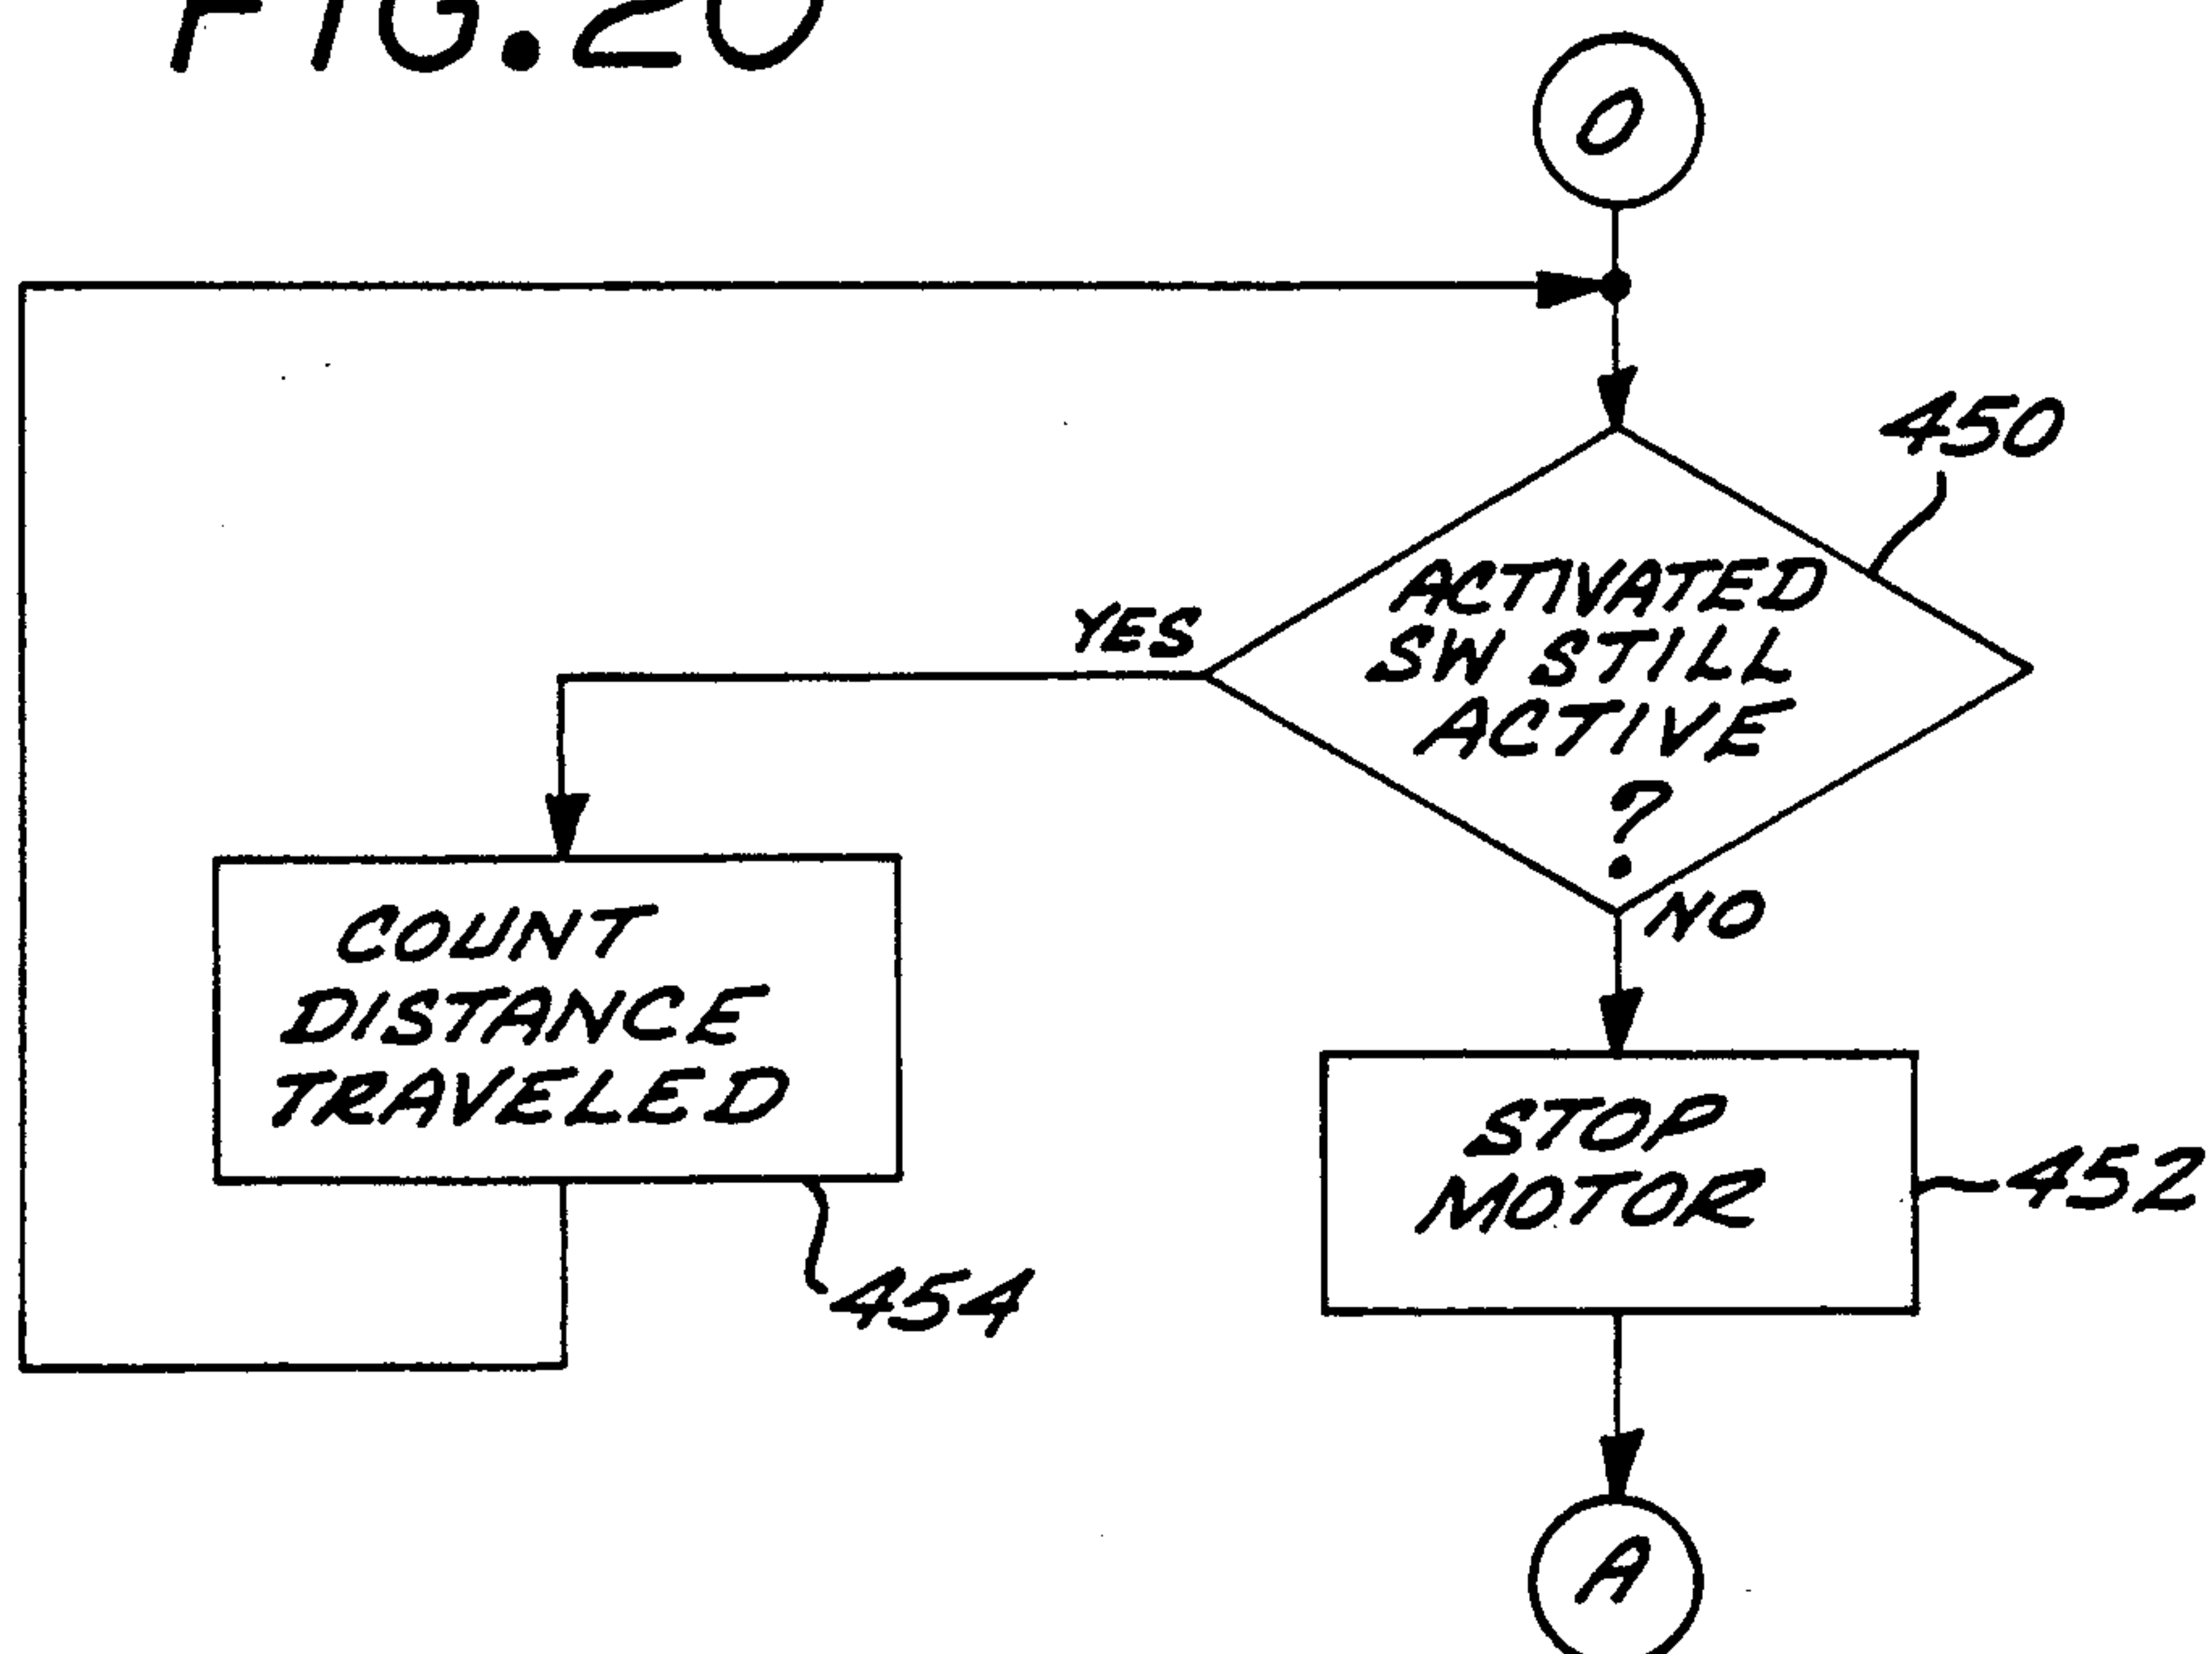 FIG.20
O
450
ACTIVATED
SW STILL
ACTIVE
?
YES
NO
COUNT
DISTANCE
TRAVELED
454
STOP
MOTOR
452
A